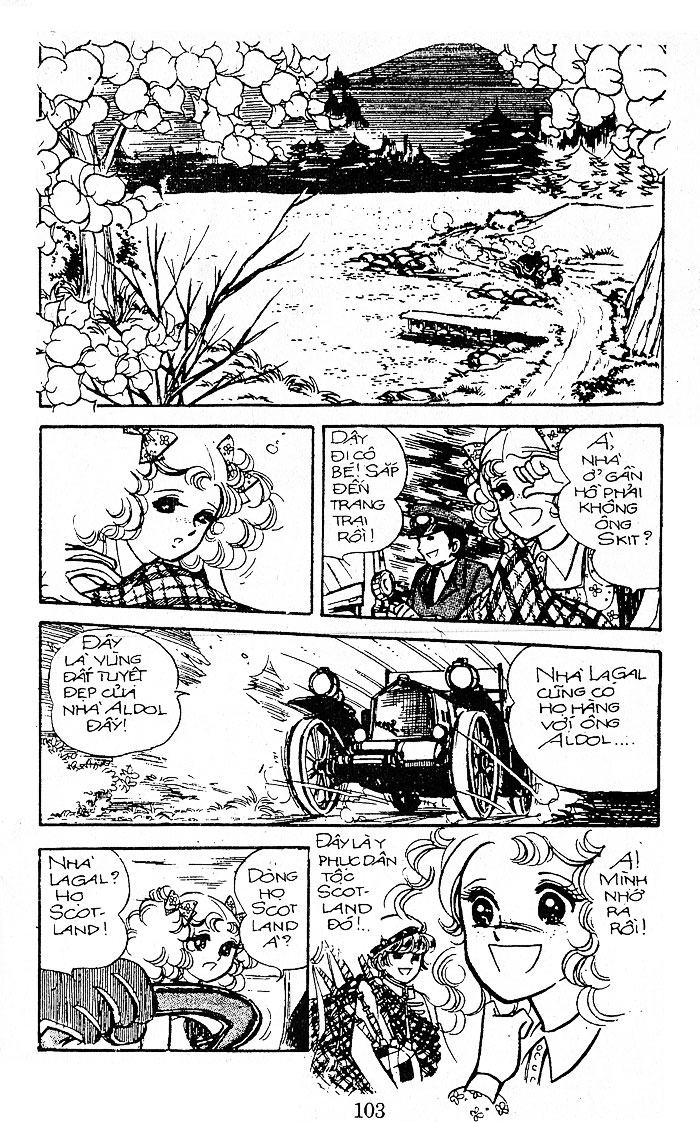 DẬY
ĐI CÔ
BÉ! SẮP
ĐẾN
TRANG
TRẠI
RỒI!
À,
NHÀ
Ở GẦN
HỒ PHẢI
KHÔNG
ÔNG
SKIT?
ĐÂY
LÀ VÙNG
ĐẤT TUYỆT
ĐẸP CỦA
NHÀ ALDOL
ĐẤY!
NHÀ LAGAL
CŨNG CÓ
HỌ HÀNG
VỚI ÔNG
ALDOL....
NHÀ
LAGAL?
HỌ
SCOT-
LAND!
DÒNG
HỌ
SCOT
LAND
À?
ĐÂY LÀ Y
PHỤC DÂN
TỘC
SCOT-
LAND
ĐÓ!..
A!
MÌNH
NHỚ
RA
RỒI!
103